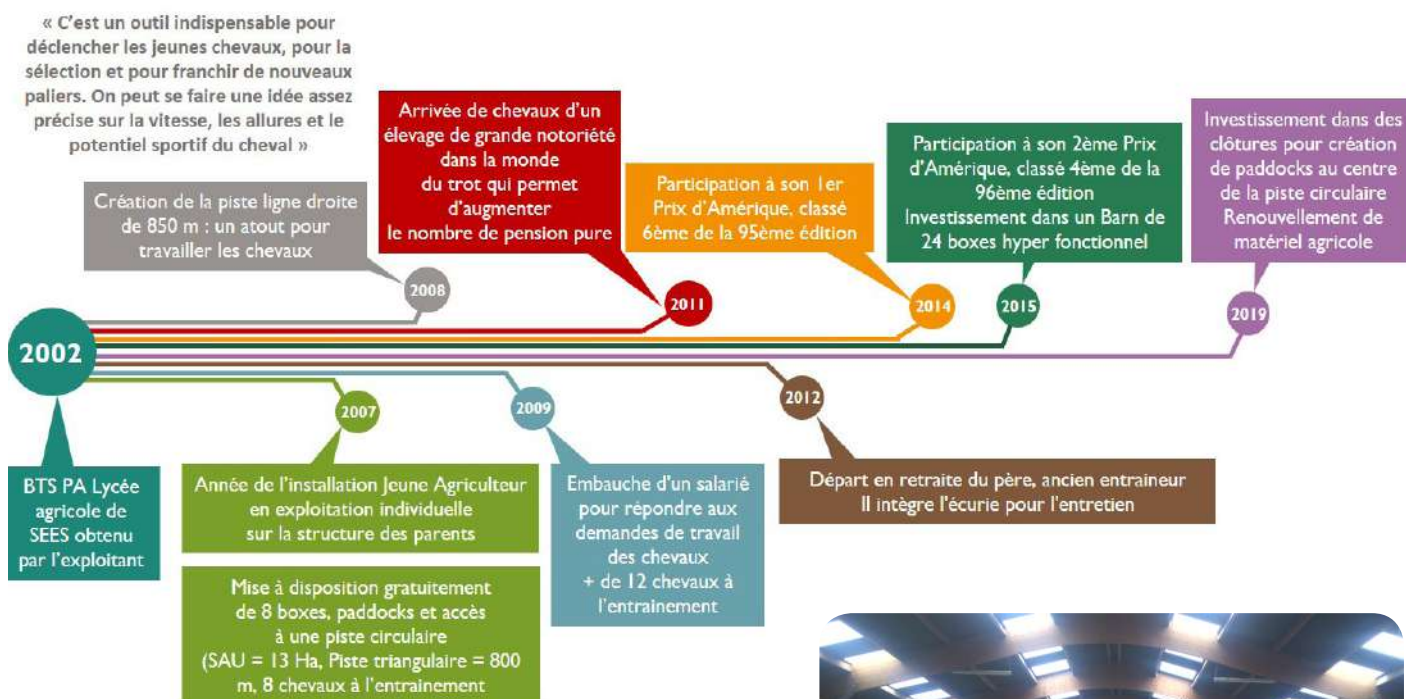 « C’est un outil indispensable pour
déclencher les jeunes chevaux, pour la
sélection et pour franchir de nouveaux
paliers. On peut se faire une idée assez
précise sur la vitesse, les allures et le
potentiel sportif du cheval »
Création de la piste ligne droite
de 850 m : un atout pour
travailler les chevaux
Arrivée de chevaux d’un
élevage de grande notoriété
dans la monde
du trot qui permet
d’augmenter
le nombre de pension pure
Participation à son 1er
Prix d’Amérique, classé
6ème de la 95ème édition
Participation à son 2ème Prix
d’Amérique, classé 4ème de la
96ème édition
Investissement dans un Barn de
24 boxes hyper fonctionnel
Investissement dans des
clôtures pour création
de paddocks au centre
de la piste circulaire
Renouvellement de
matériel agricole
2008
2011
2014
2015
2019
2002
2007
2009
2012
BTS PA Lycée
agricole de
SEES obtenu
par l’exploitant
Année de l’installation Jeune Agriculteur
en exploitation individuelle
sur la structure des parents
Mise à disposition gratuitement
de 8 boxes, paddocks et accès
à une piste circulaire
(SAU = 13 Ha, Piste triangulaire = 800
m, 8 chevaux à l’entrainement
Embauche d’un salarié
pour répondre aux
demandes de travail
des chevaux
+ de 12 chevaux à
l’entrainement
Départ en retraite du père, ancien entraineur
Il intègre l’écurie pour l’entretien